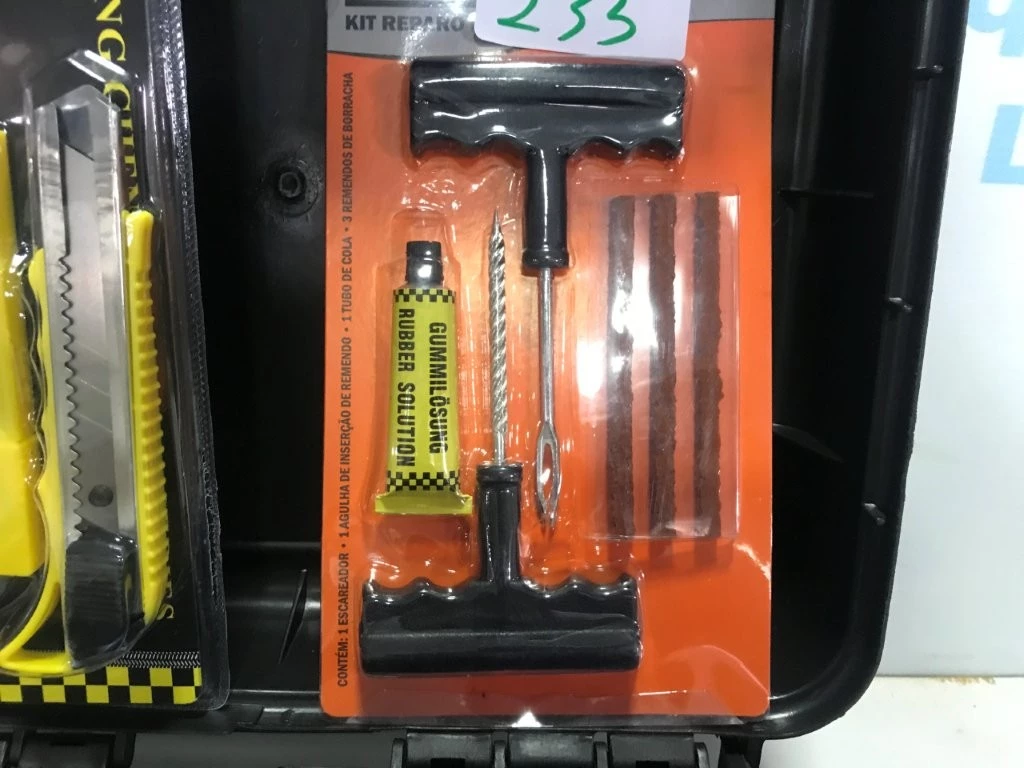 KIT REPARO
233
CONTÉM: 1 ESCAREADOR • 1 AGULHA DE INSERÇÃO DE REMENDO • 1 TUBO DE COLA • 3 REMENDOS DE BORRACHA
GUMMILÖSUNG
RUBBER SOLUTION